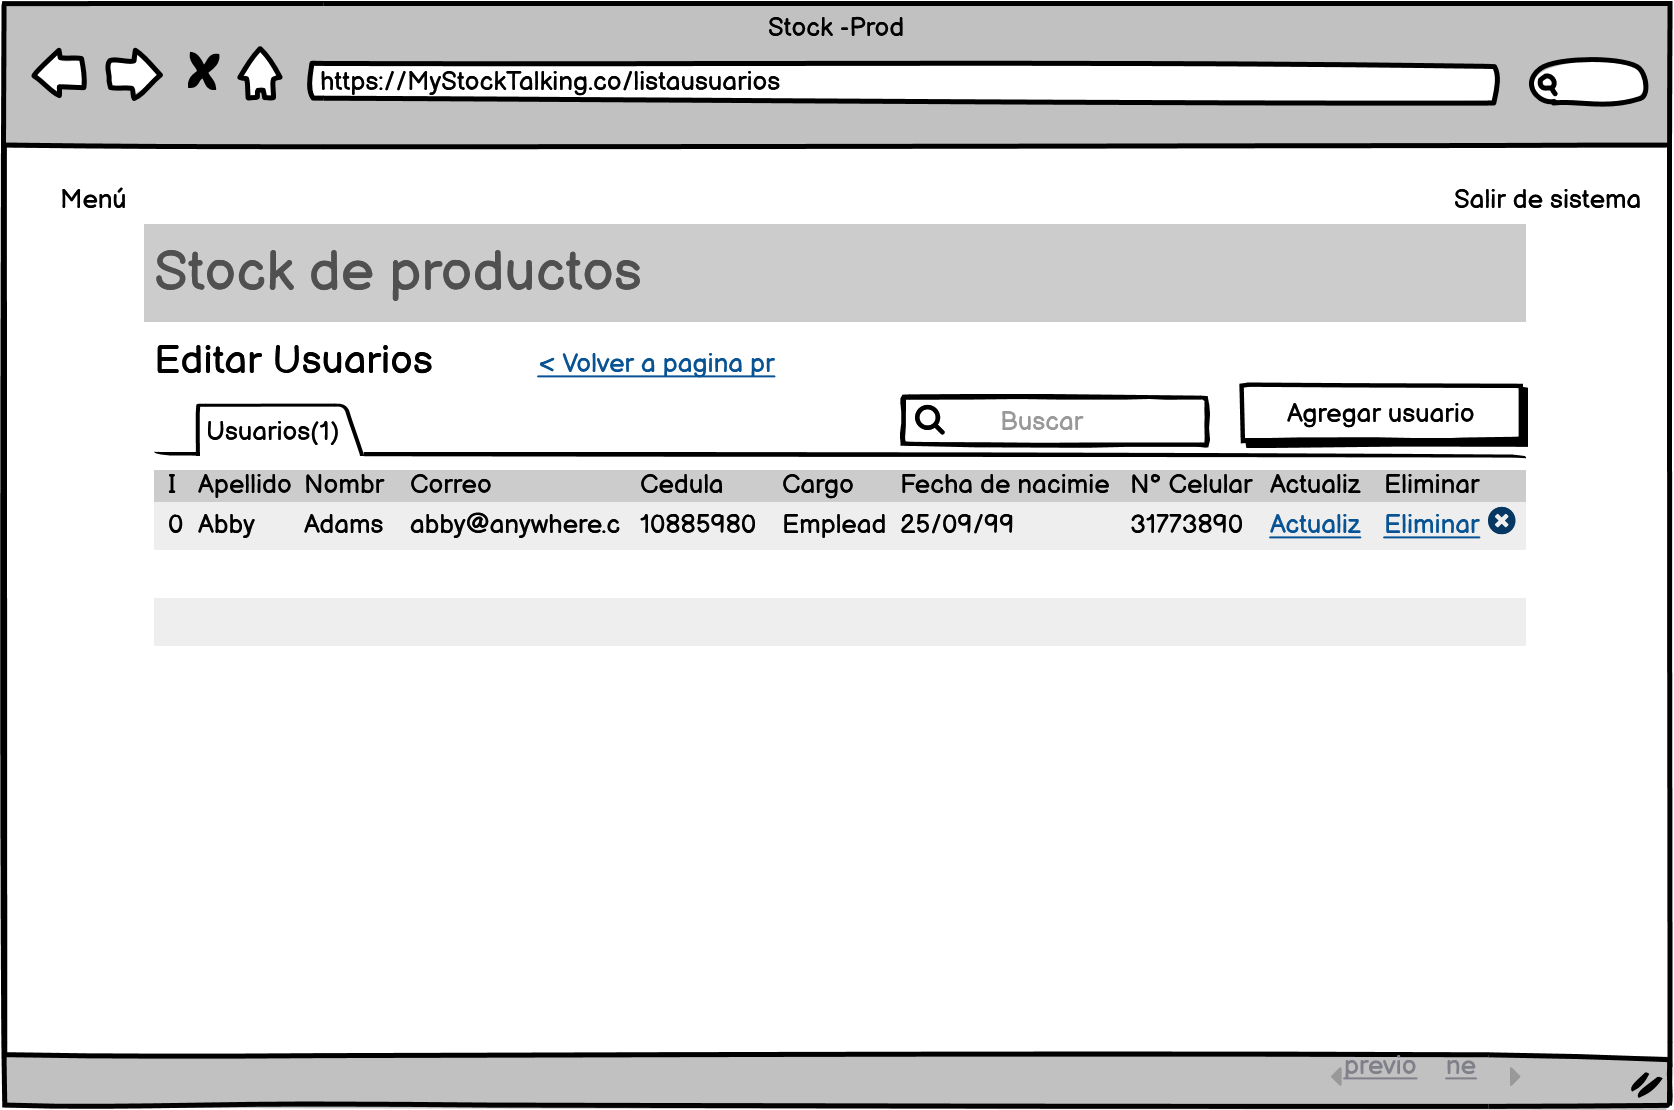 Stock -Prod
https://MyStockTalking.co/listausuarios
Menú Salir de sistema
Stock de productos
Editar Usuarios < Volver a pagina pr
Usuarios(1) Buscar Agregar usuario
I Apellido Nombr Correo Cedula Cargo Fecha de nacimie N° Celular Actualiz Eliminar
0 Abby Adams abby@anywhere.c 10885980 Emplead 25/09/99 31773890 Actualiz Eliminar
previo ne